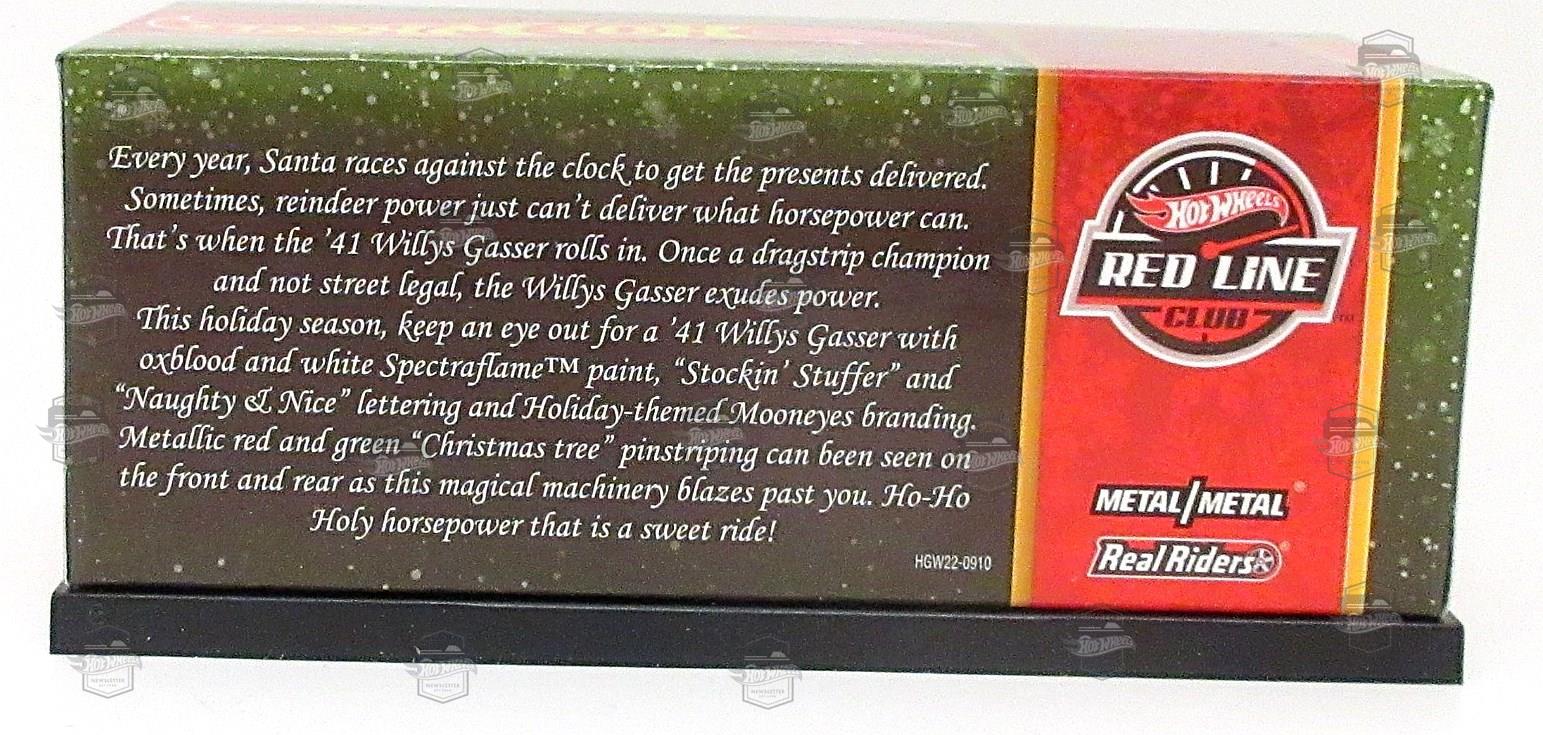 Every year, Santa races against the clock to get the presents delivered.
Sometimes, reindeer power just can't deliver what horsepower can.
That's when the '41 Willys Gasser rolls in. Once a dragstrip champion
and not street legal, the Willys Gasser exudes power.
This holiday season, keep an eye out for a '41 Willys Gasser with
oxblood and white Spectraflame™ paint, “Stockin' Stuffer” and
“Naughty & Nice” lettering and Holiday-themed Mooneyes branding.
Metallic red and green “Christmas tree” pinstriping can been seen on
the front and rear as this magical machinery blazes past you. Ho-Ho
Holy horsepower that is a sweet ride!
HGW22-0910
Hot Wheels
RED LINE
CLUB™
METAL/METAL
Real Riders